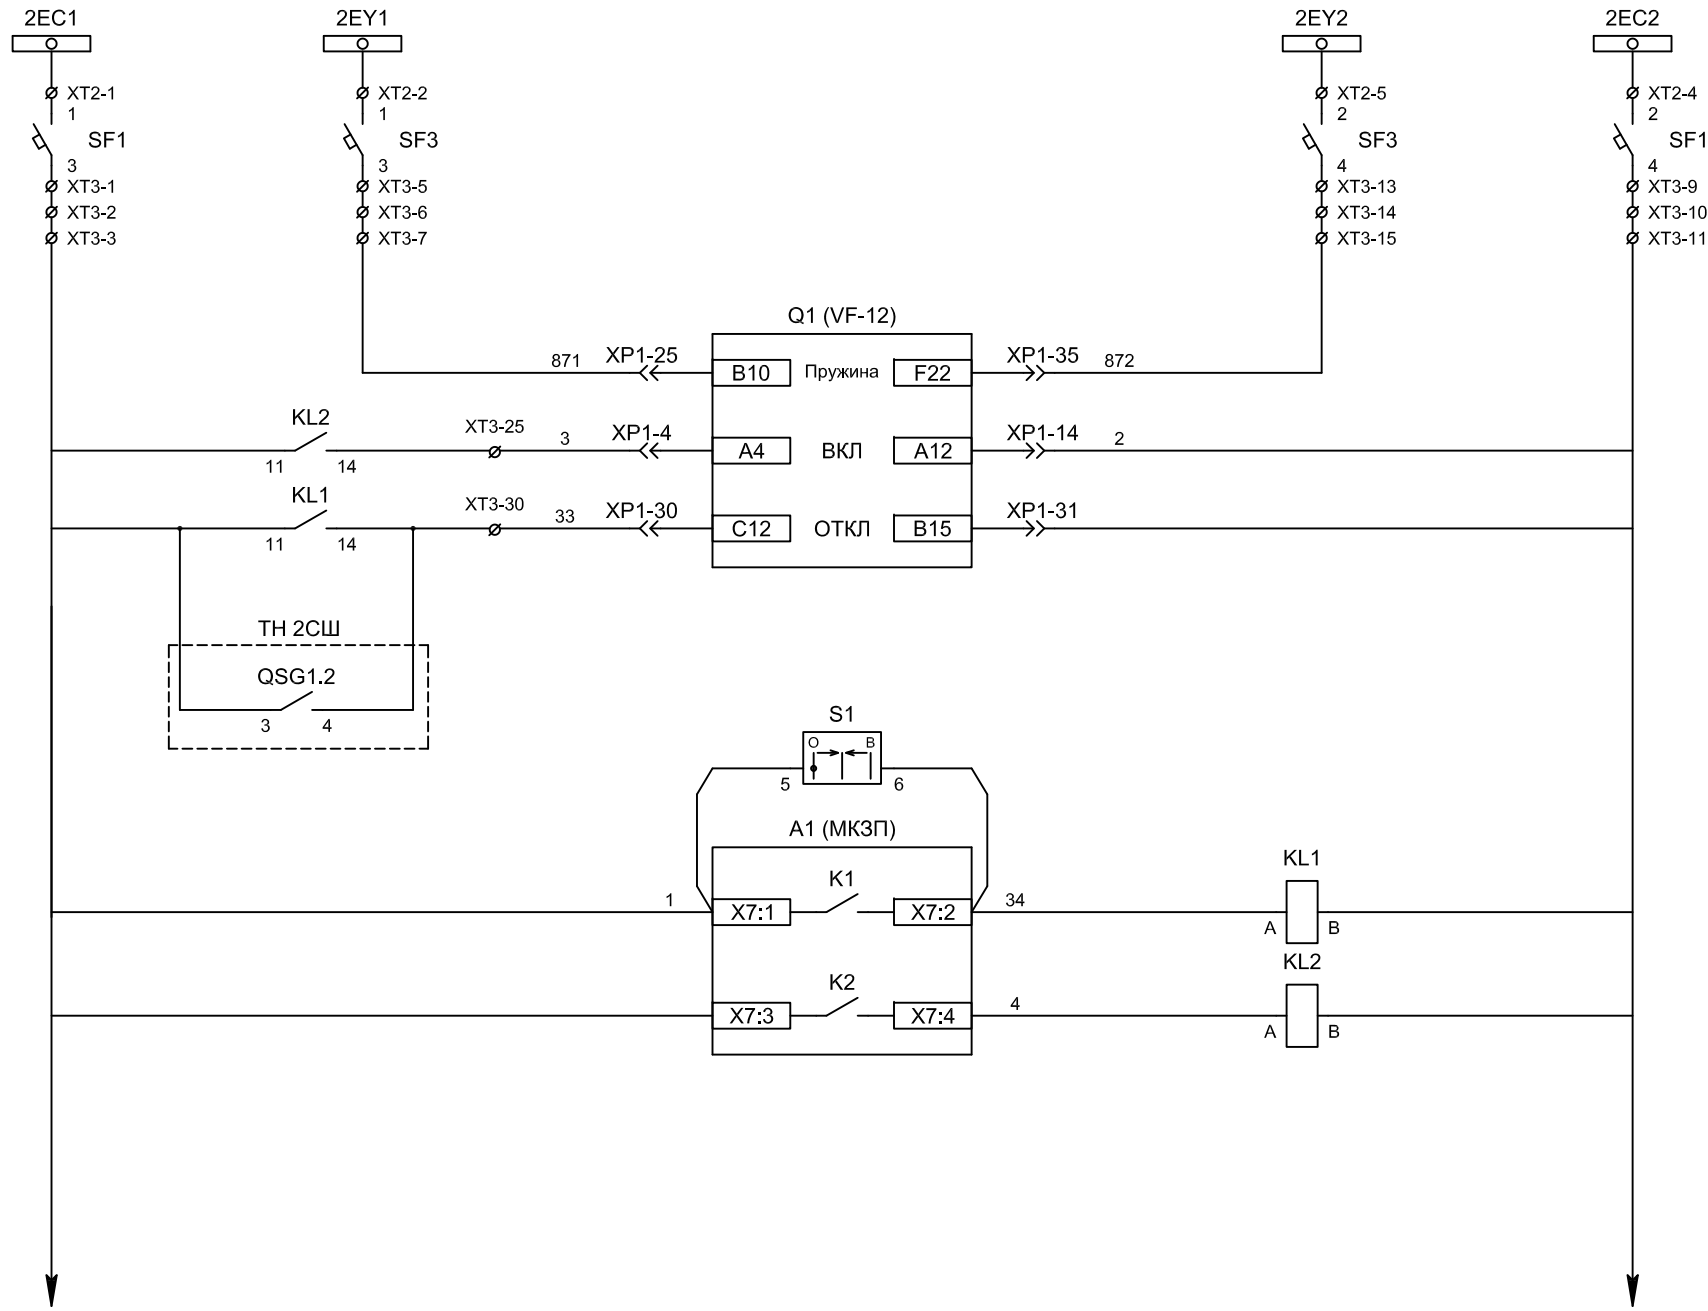 2EC1 2EY1 2EY2 2EC2
XT2-1 XT2-2 XT2-5 XT2-4
1 1 2 2
SF1 SF3 SF3 SF1
3 3 4 4
XT3-1 XT3-5 XT3-13 XT3-9
XT3-2 XT3-6 XT3-14 XT3-10
XT3-3 XT3-7 XT3-15 XT3-11
Q1 (VF-12)
871 XP1-25 B10 Пружина F22 XP1-35 872
KL2 XT3-25 3 XP1-4 A4 ВКЛ A12 XP1-14 2
11 14
KL1 XT3-30 33 XP1-30 C12 ОТКЛ B15 XP1-31
11 14
ТН 2СШ
QSG1.2
3 4
S1
О В
5 6
A1 (МКЗП)
K1 KL1
1 X7:1 X7:2 34
A B
K2 KL2
X7:3 X7:4 4
A B